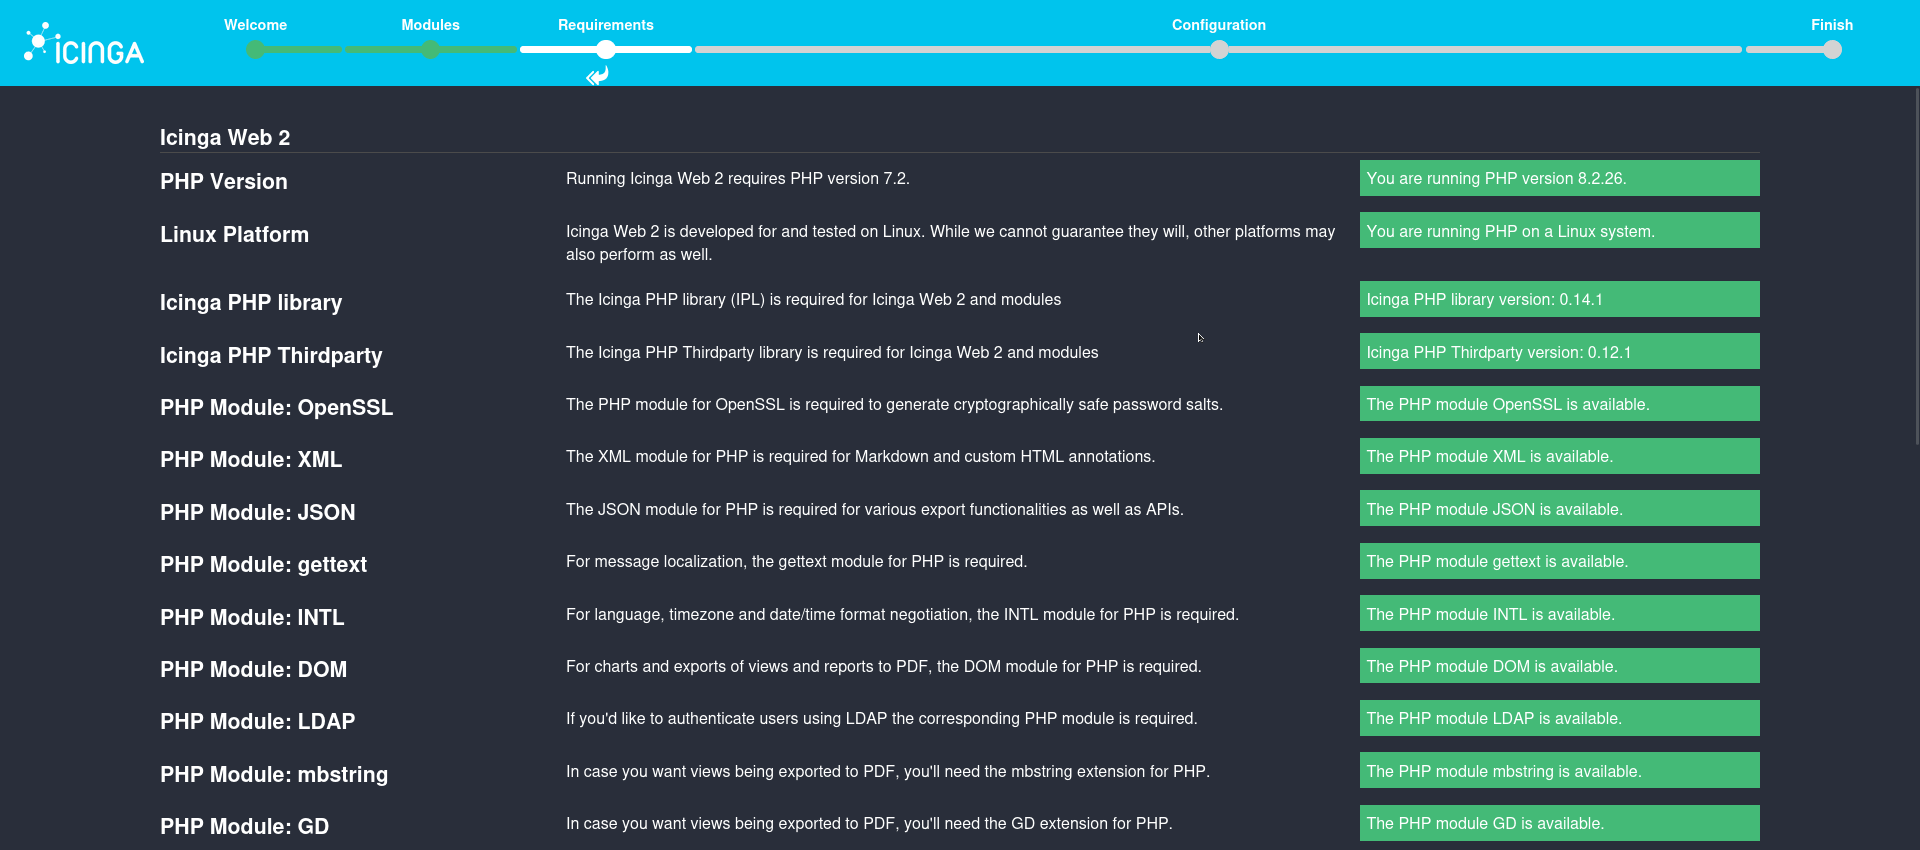 Welcome
Modules
Requirements
Configuration
Finish
ICINGA
Icinga Web 2
PHP Version
Running Icinga Web 2 requires PHP version 7.2.
You are running PHP version 8.2.26.
Linux Platform
Icinga Web 2 is developed for and tested on Linux. While we cannot guarantee they will, other platforms may
also perform as well.
You are running PHP on a Linux system.
Icinga PHP library
The Icinga PHP library (IPL) is required for Icinga Web 2 and modules
Icinga PHP library version: 0.14.1
Icinga PHP Thirdparty
The Icinga PHP Thirdparty library is required for Icinga Web 2 and modules
Icinga PHP Thirdparty version: 0.12.1
PHP Module: OpenSSL
The PHP module for OpenSSL is required to generate cryptographically safe password salts.
The PHP module OpenSSL is available.
PHP Module: XML
The XML module for PHP is required for Markdown and custom HTML annotations.
The PHP module XML is available.
PHP Module: JSON
The JSON module for PHP is required for various export functionalities as well as APIs.
The PHP module JSON is available.
PHP Module: gettext
For message localization, the gettext module for PHP is required.
The PHP module gettext is available.
PHP Module: INTL
For language, timezone and date/time format negotiation, the INTL module for PHP is required.
The PHP module INTL is available.
PHP Module: DOM
For charts and exports of views and reports to PDF, the DOM module for PHP is required.
The PHP module DOM is available.
PHP Module: LDAP
If you'd like to authenticate users using LDAP the corresponding PHP module is required.
The PHP module LDAP is available.
PHP Module: mbstring
In case you want views being exported to PDF, you'll need the mbstring extension for PHP.
The PHP module mbstring is available.
PHP Module: GD
In case you want views being exported to PDF, you'll need the GD extension for PHP.
The PHP module GD is available.